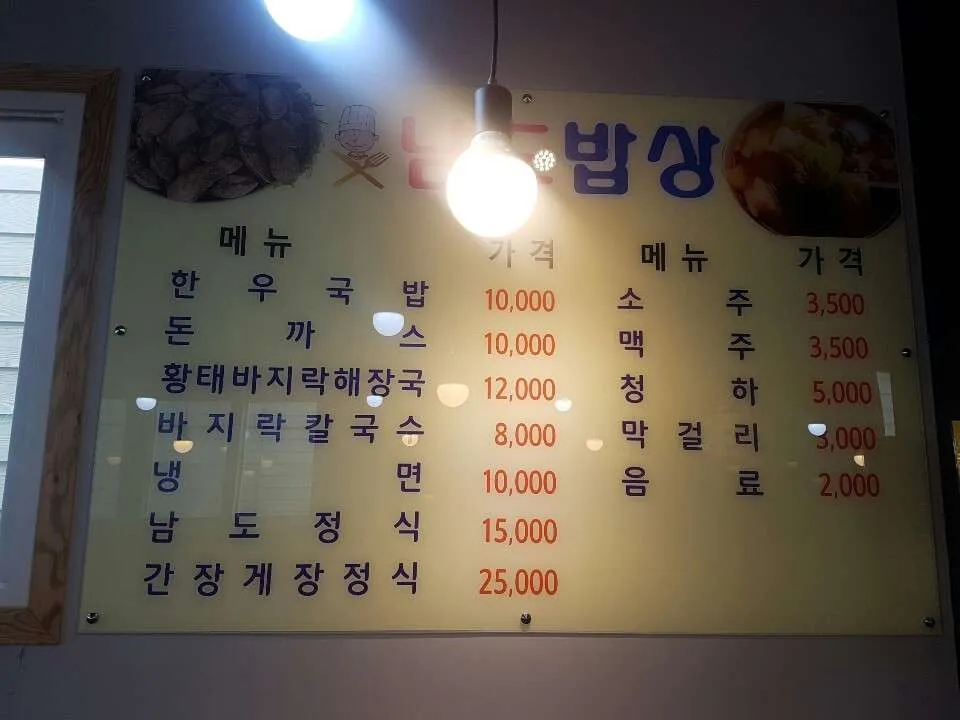 남도밥상
메뉴 가격
한우국밥 10,000
돈까스 10,000
황태바지락해장국 12,000
바지락칼국수 8,000
냉면 10,000
남도정식 15,000
간장게장정식 25,000
메뉴 가격
소주 3,500
맥주 3,500
청하 5,000
막걸리 3,000
음료 2,000